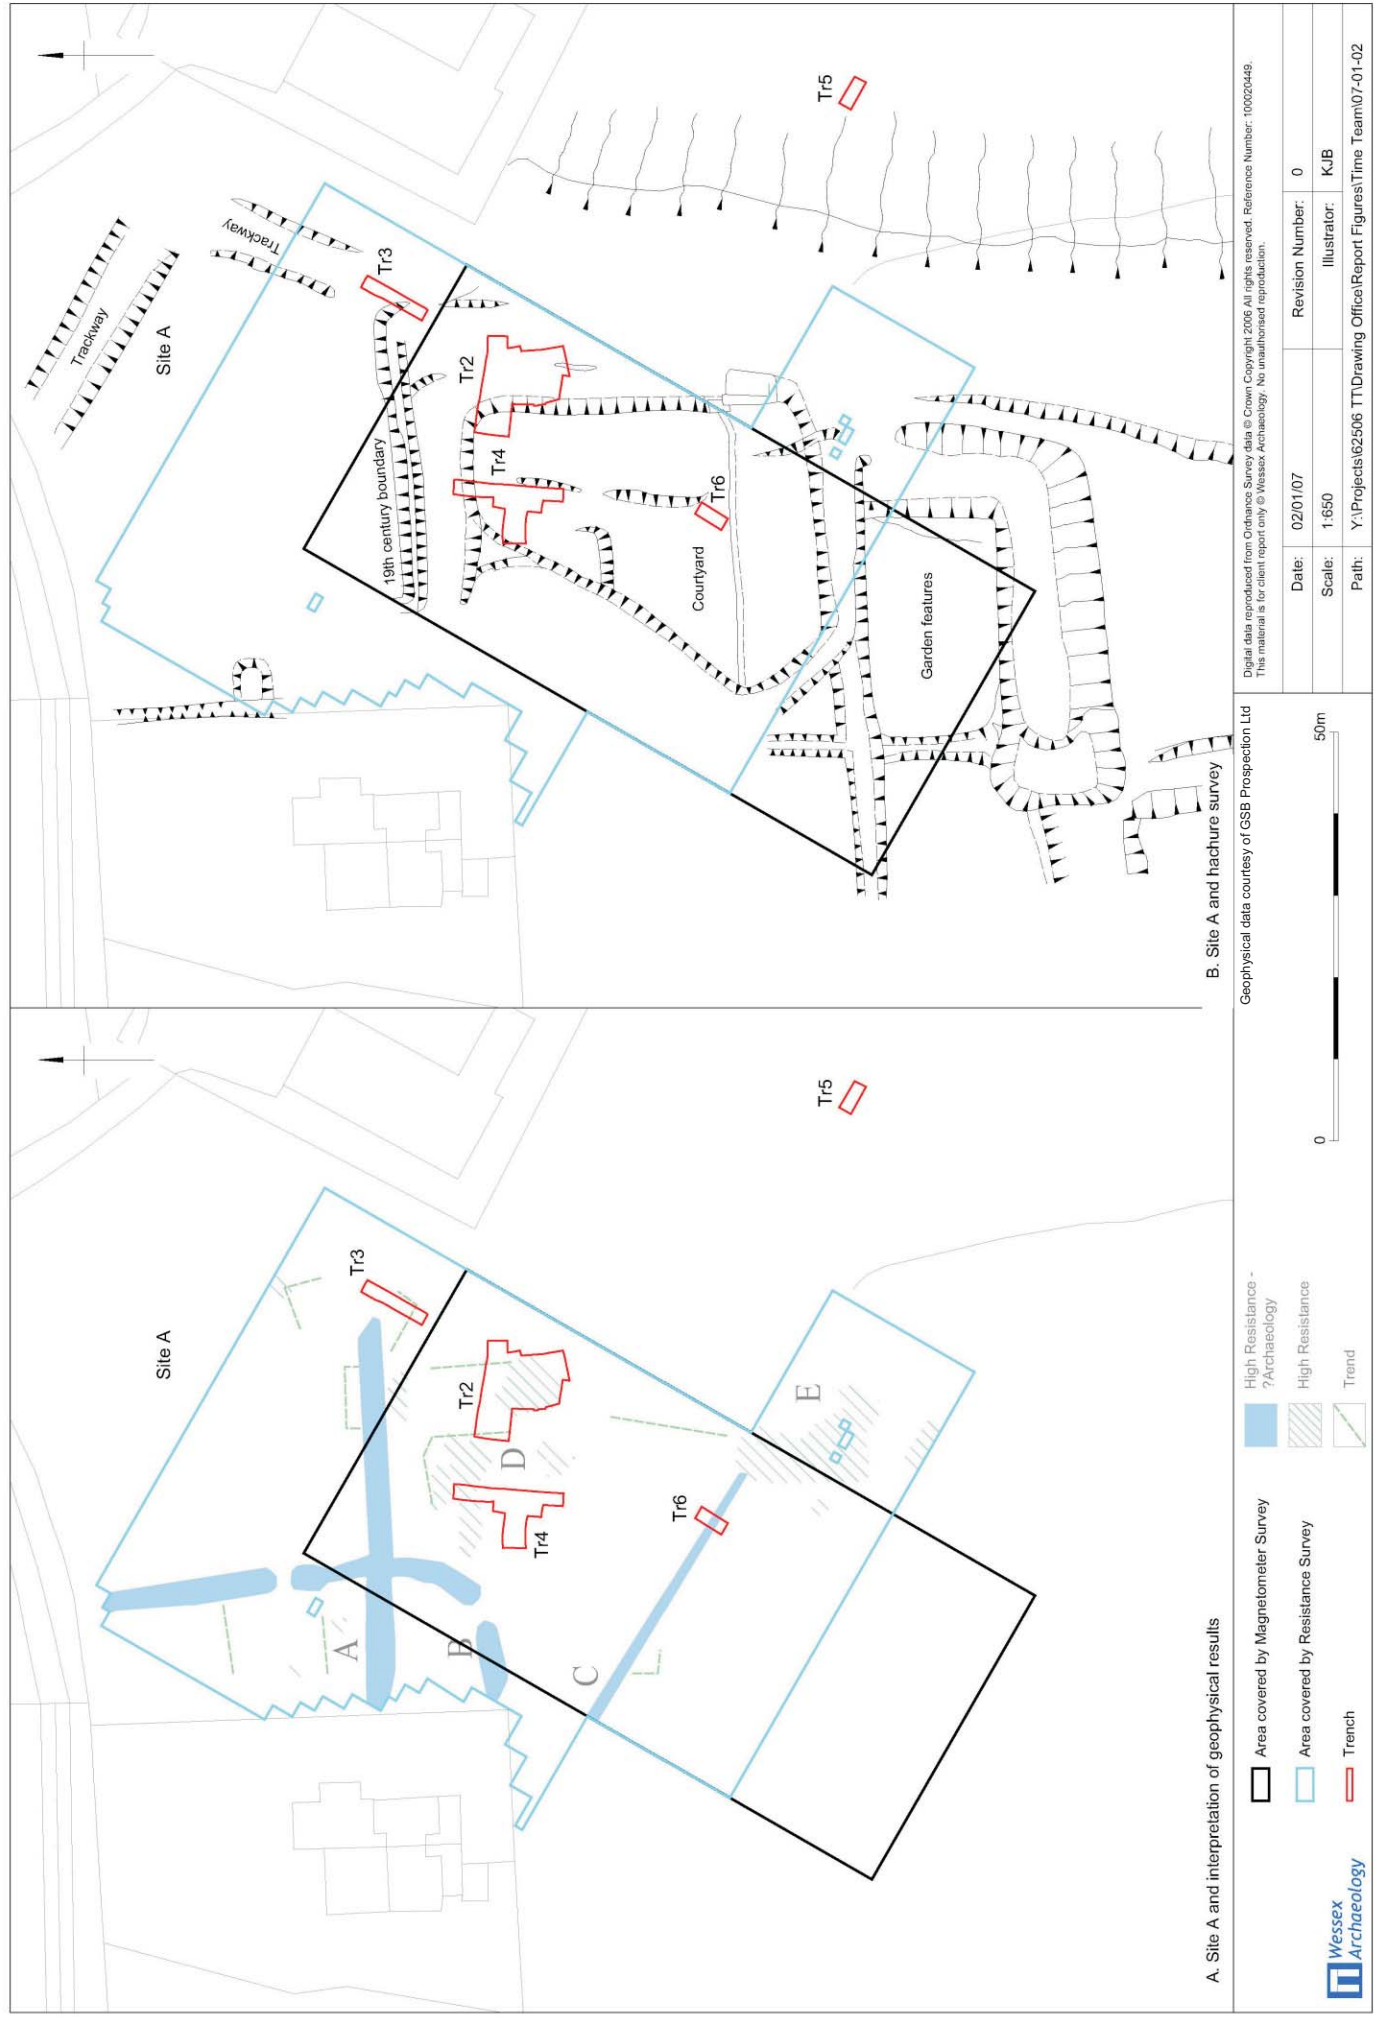 Site A
Tr3
Tr2
Tr4
Tr6
Tr5
A
B
C
D
E
A. Site A and interpretation of geophysical results
Trackway
Site A
Trackway
Tr3
19th century boundary
Tr2
Tr4
Tr6
Courtyard
Garden features
Tr5
B. Site A and hachure survey
Wessex
Archaeology
Area covered by Magnetometer Survey
Area covered by Resistance Survey
Trench
High Resistance -
?Archaeology
High Resistance
Trend
Geophysical data courtesy of GSB Prospection Ltd
0
50m
Digital data reproduced from Ordnance Survey data © Crown Copyright 2006 All rights reserved. Reference Number: 100020449.
This material is for client report only © Wessex Archaeology. No unauthorised reproduction.
Date: 02/01/07 Revision Number: 0
Scale: 1:650 Illustrator: KJB
Path: Y:\Projects\62506 TT\Drawing Office\Report Figures\Time Team\07-01-02